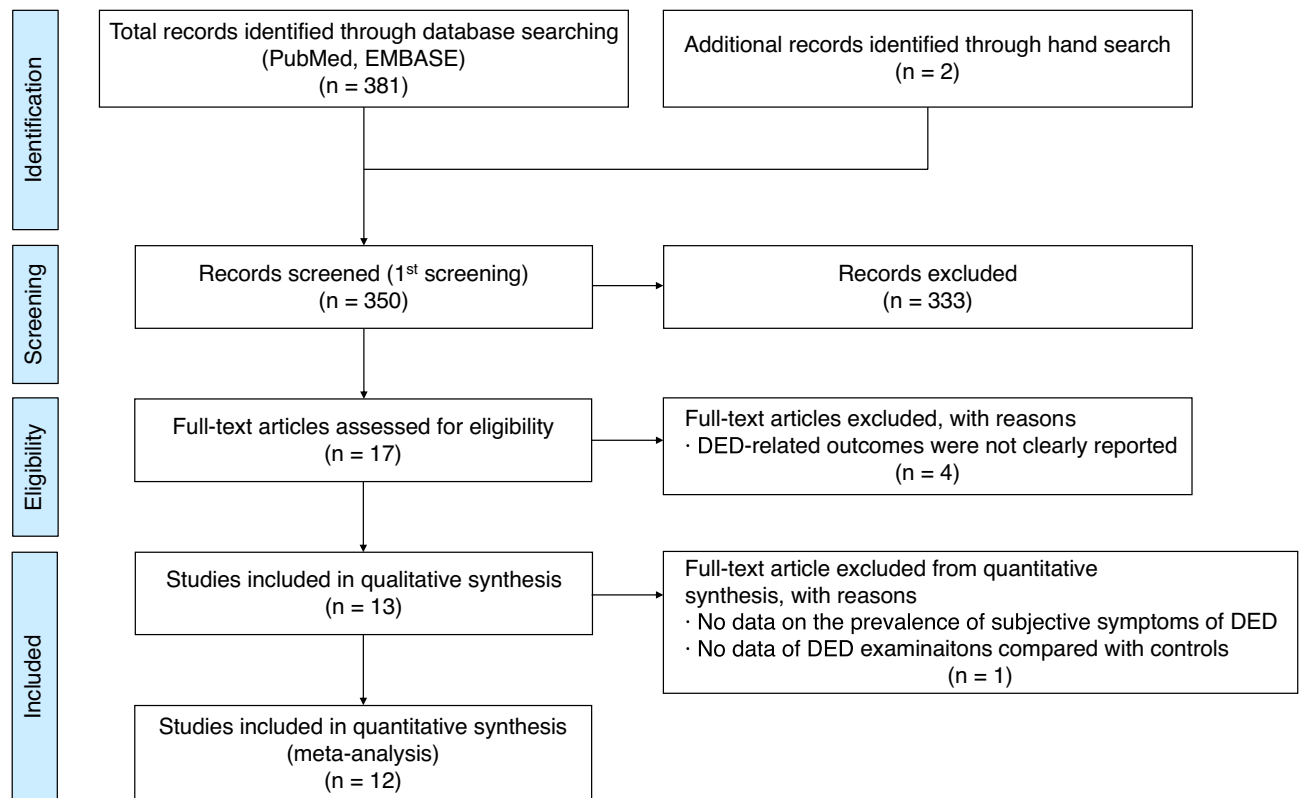 Identification
Total records identified through database searching
(PubMed, EMBASE)
(n = 381)
Additional records identified through hand search
(n = 2)
Screening
Records screened (1st screening)
(n = 350)
Records excluded
(n = 333)
Eligibility
Full-text articles assessed for eligibility
(n = 17)
Full-text articles excluded, with reasons
· DED-related outcomes were not clearly reported
(n = 4)
Included
Studies included in qualitative synthesis
(n = 13)
Full-text article excluded from quantitative
synthesis, with reasons
· No data on the prevalence of subjective symptoms of DED
· No data of DED examinaitons compared with controls
(n = 1)
Studies included in quantitative synthesis
(meta-analysis)
(n = 12)